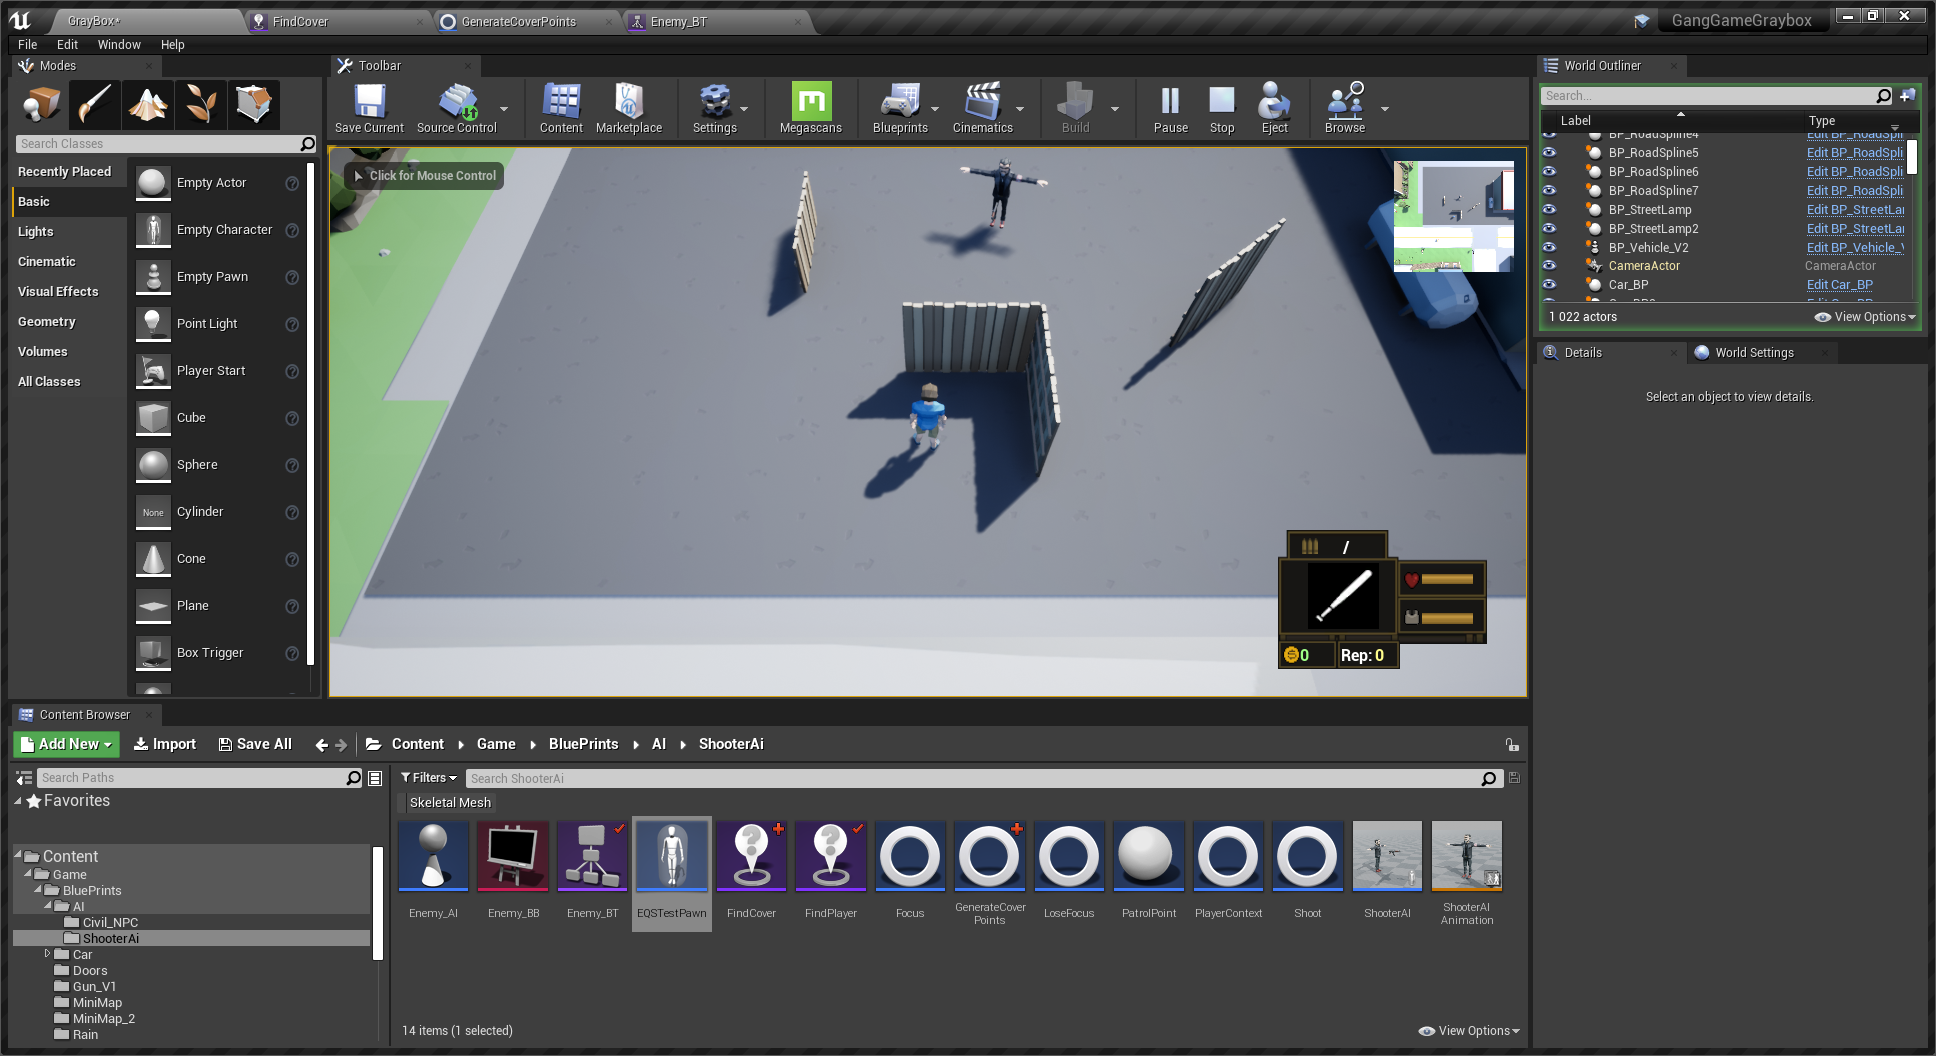 GrayBox*
FindCover
GenerateCoverPoints
Enemy_BT
GangGameGraybox
File Edit Window Help
Modes
Search Classes
Recently Placed
Basic
Lights
Cinematic
Visual Effects
Geometry
Volumes
All Classes
Empty Actor
Empty Character
Empty Pawn
Point Light
Player Start
Cube
Sphere
None
Cylinder
Cone
Plane
Box Trigger
Toolbar
Save Current
Source Control
Content
Marketplace
Settings
Megascans
Blueprints
Cinematics
Build
Pause
Stop
Eject
Browse
Click for Mouse Control
/
0
Rep: 0
World Outliner
Search...
Label Type
BP_RoadSpline4 Edit BP_RoadSpli
BP_RoadSpline5 Edit BP_RoadSpli
BP_RoadSpline6 Edit BP_RoadSpli
BP_RoadSpline7 Edit BP_RoadSpli
BP_StreetLamp Edit BP_StreetLar
BP_StreetLamp2 Edit BP_StreetLar
BP_Vehicle_V2 Edit BP_Vehicle_V
CameraActor CameraActor
Car_BP Edit Car_BP
1 022 actors
View Options
Details
World Settings
Select an object to view details.
Content Browser
Add New Import Save All Content Game BluePrints AI ShooterAi
Search Paths
Favorites
Content
Game
BluePrints
AI
Civil_NPC
ShooterAi
Car
Doors
Gun_V1
MiniMap
MiniMap_2
Rain
Filters
Search ShooterAi
Skeletal Mesh
Enemy_AI
Enemy_BB
Enemy_BT
EQSTestPawn
FindCover
FindPlayer
Focus
GenerateCover
Points
LoseFocus
PatrolPoint
PlayerContext
Shoot
ShooterAI
ShooterAI
Animation
14 items (1 selected)
View Options